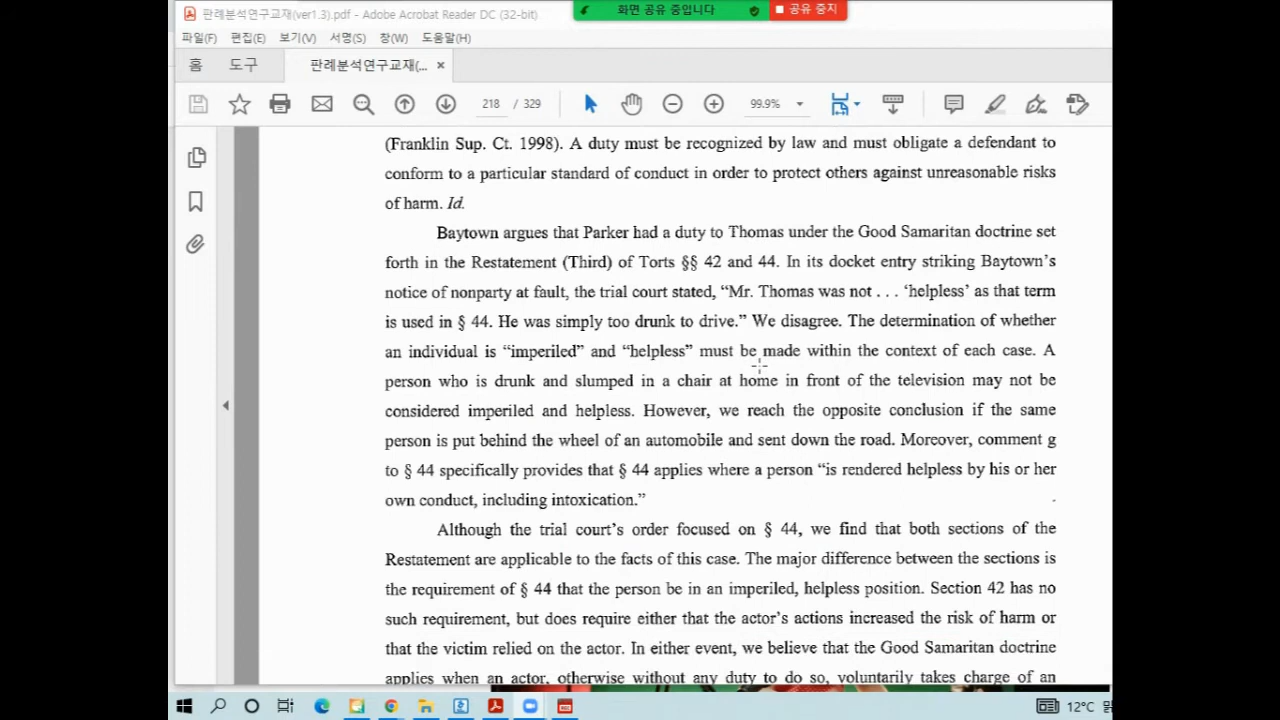 판례분석연구교재(ver1.3).pdf - Adobe Acrobat Reader DC (32-bit)
화면 공유 중입니다
공유 중지
파일(F) 편집(E) 보기(V) 서명(S) 창(W) 도움말(H)
홈 도구 판례분석연구교재(... ×
218 / 329 99.9%
(Franklin Sup. Ct. 1998). A duty must be recognized by law and must obligate a defendant to
conform to a particular standard of conduct in order to protect others against unreasonable risks
of harm. Id.
Baytown argues that Parker had a duty to Thomas under the Good Samaritan doctrine set
forth in the Restatement (Third) of Torts §§ 42 and 44. In its docket entry striking Baytown’s
notice of nonparty at fault, the trial court stated, “Mr. Thomas was not . . . ‘helpless’ as that term
is used in § 44. He was simply too drunk to drive.” We disagree. The determination of whether
an individual is “imperiled” and “helpless” must be made within the context of each case. A
person who is drunk and slumped in a chair at home in front of the television may not be
considered imperiled and helpless. However, we reach the opposite conclusion if the same
person is put behind the wheel of an automobile and sent down the road. Moreover, comment g
to § 44 specifically provides that § 44 applies where a person “is rendered helpless by his or her
own conduct, including intoxication.”
Although the trial court’s order focused on § 44, we find that both sections of the
Restatement are applicable to the facts of this case. The major difference between the sections is
the requirement of § 44 that the person be in an imperiled, helpless position. Section 42 has no
such requirement, but does require either that the actor’s actions increased the risk of harm or
that the victim relied on the actor. In either event, we believe that the Good Samaritan doctrine
applies when an actor, otherwise without any duty to do so, voluntarily takes charge of an
12°C